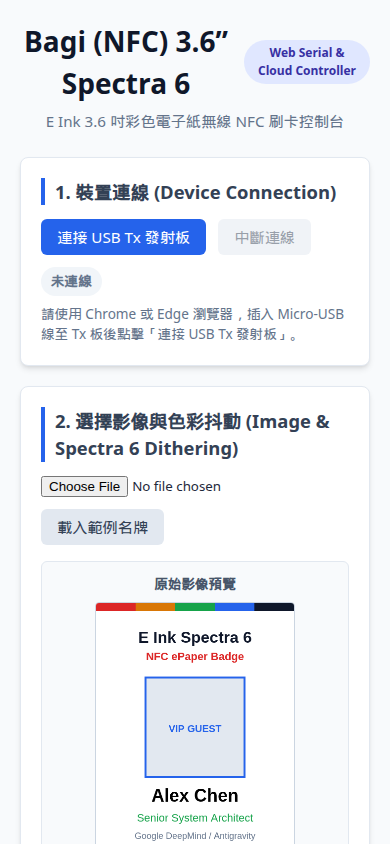 Bagi (NFC) 3.6”
Spectra 6
Web Serial &
Cloud Controller
E Ink 3.6 吋彩色電子紙無線 NFC 刷卡控制台
1. 裝置連線 (Device Connection)
連接 USB Tx 發射板
中斷連線
未連線
請使用 Chrome 或 Edge 瀏覽器，插入 Micro-USB
線至 Tx 板後點擊「連接 USB Tx 發射板」。
2. 選擇影像與色彩抖動 (Image &
Spectra 6 Dithering)
Choose File No file chosen
載入範例名牌
原始影像預覽
E Ink Spectra 6
NFC ePaper Badge
VIP GUEST
Alex Chen
Senior System Architect
Google DeepMind / Antigravity